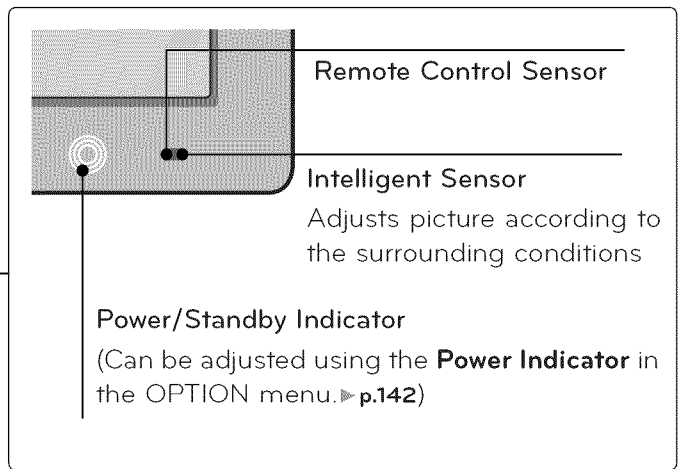 Remote Control Sensor
Intelligent Sensor
Adjusts picture according to
the surrounding conditions
Power/Standby Indicator
(Can be adjusted using the Power Indicator in
the OPTION menu.▶p.142)